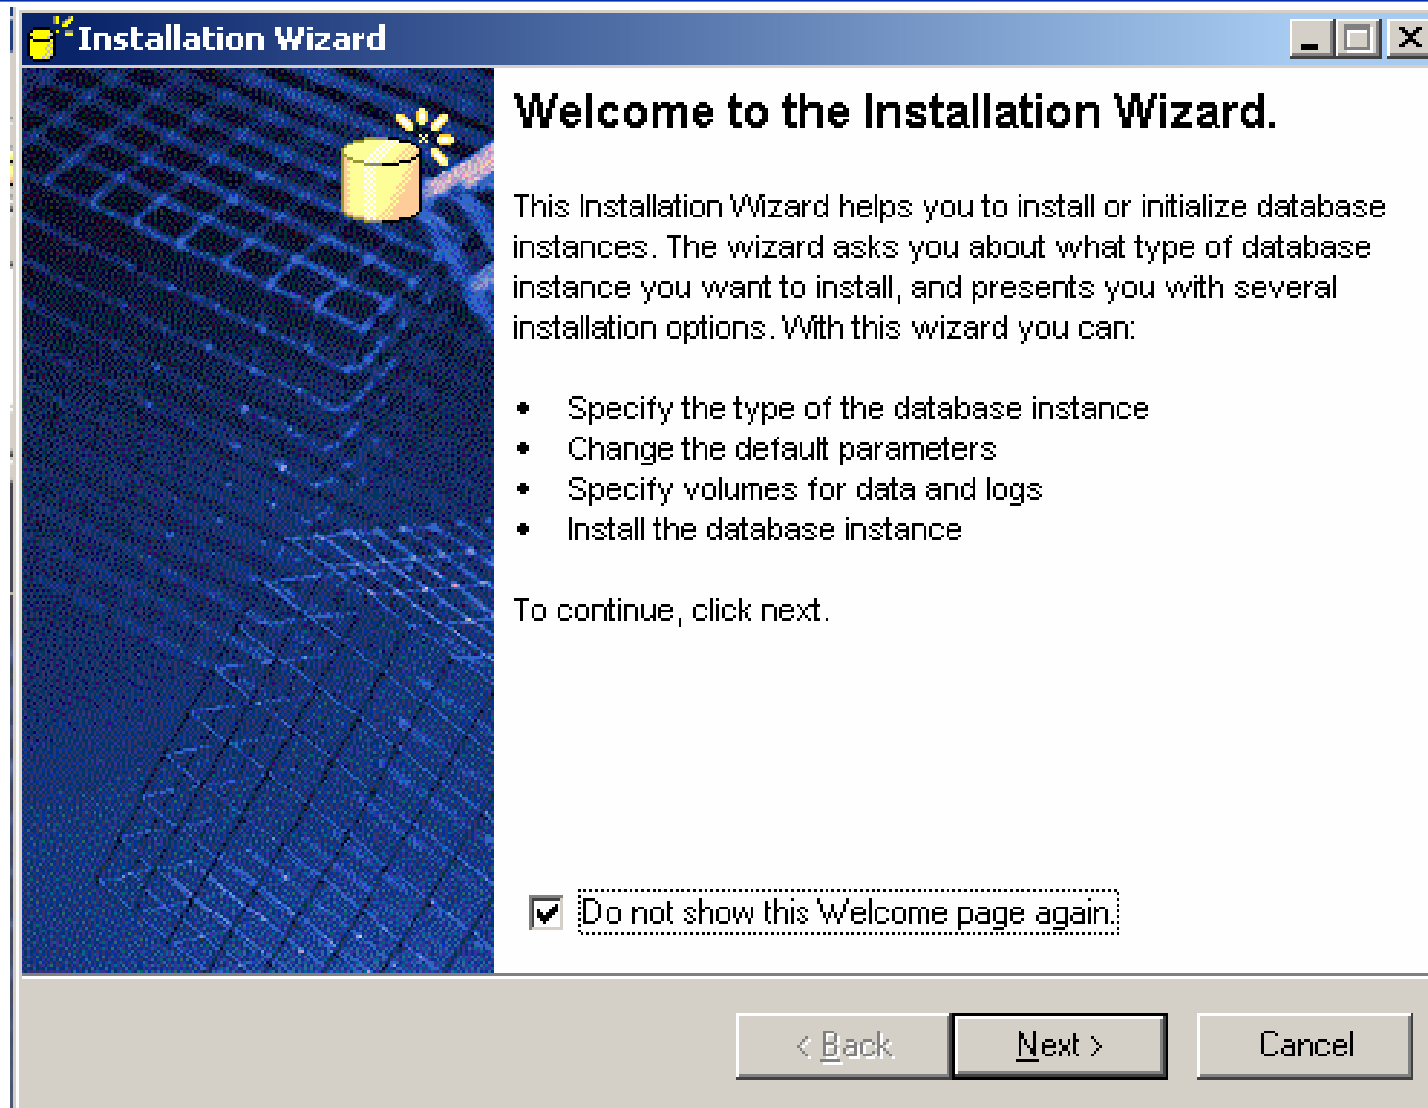 Installation Wizard
Welcome to the Installation Wizard.
This Installation Wizard helps you to install or initialize database
instances. The wizard asks you about what type of database
instance you want to install, and presents you with several
installation options. With this wizard you can:
• Specify the type of the database instance
• Change the default parameters
• Specify volumes for data and logs
• Install the database instance
To continue, click next.
Do not show this Welcome page again.
< Back Next > Cancel